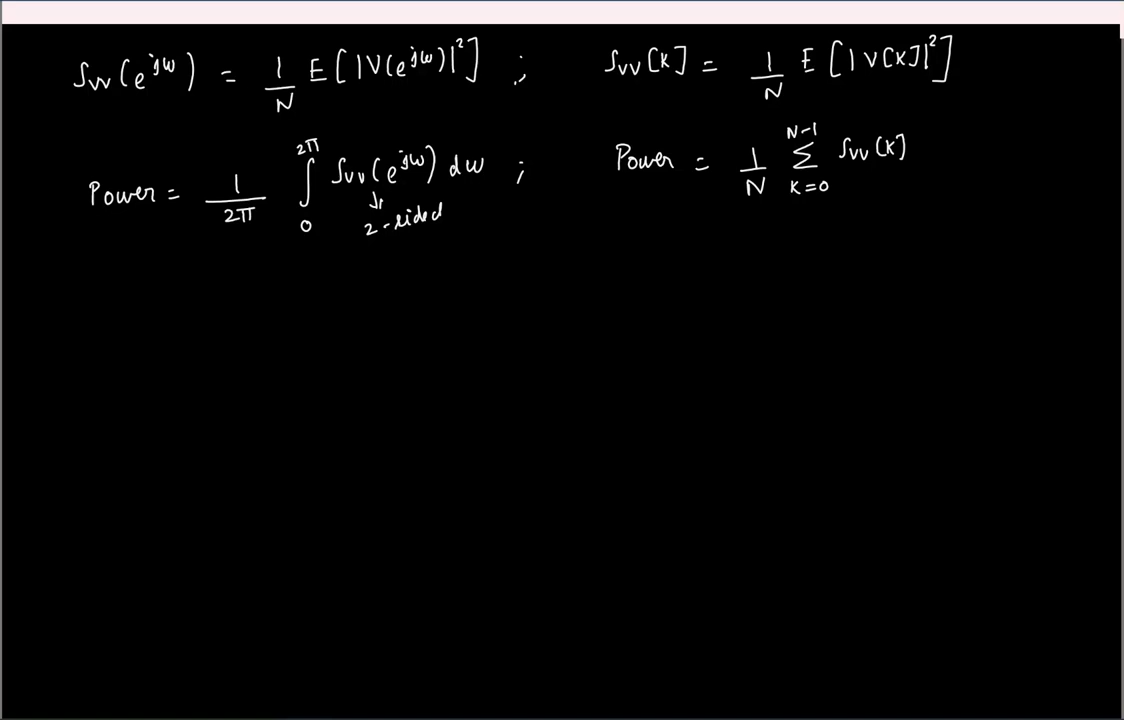 Svv(e^jω) = 1/N E[|V(e^jω)|²] ; Svv[K] = 1/N E[|V[K]|²]
Power = 1/2π ∫₀^2π Svv(e^jω) dω ; Power = 1/N Σ_{K=0}^{N-1} Svv[K]
↓
2-sided